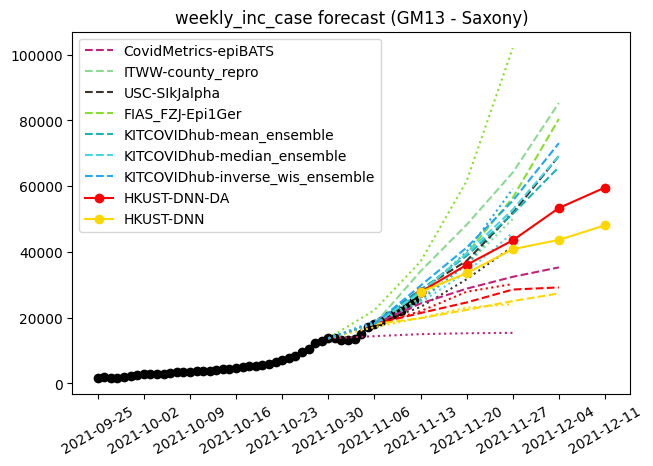 weekly_inc_case forecast (GM13 - Saxony)
100000
80000
60000
40000
20000
0
CovidMetrics-epiBATS
ITWW-county_repro
USC-SIkJalpha
FIAS_FZJ-Epi1Ger
KITCOVIDhub-mean_ensemble
KITCOVIDhub-median_ensemble
KITCOVIDhub-inverse_wis_ensemble
HKUST-DNN-DA
HKUST-DNN
2021-09-25
2021-10-02
2021-10-09
2021-10-16
2021-10-23
2021-10-30
2021-11-06
2021-11-13
2021-11-20
2021-11-27
2021-12-04
2021-12-11